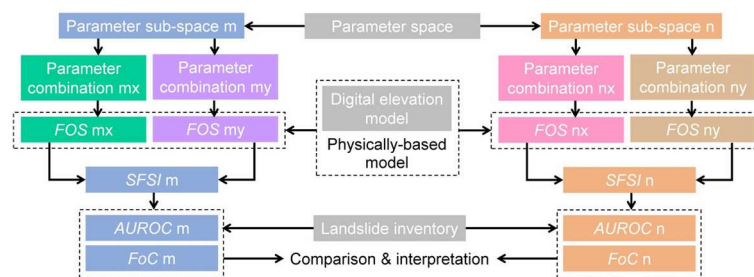 Parameter sub-space m
Parameter space
Parameter sub-space n
Parameter
combination mx
Parameter
combination my
Parameter
combination nx
Parameter
combination ny
Digital elevation
model
Physically-based
model
FOS mx
FOS my
FOS nx
FOS ny
SFSI m
SFSI n
AUROC m
Landslide inventory
AUROC n
FoC m
Comparison & interpretation
FoC n